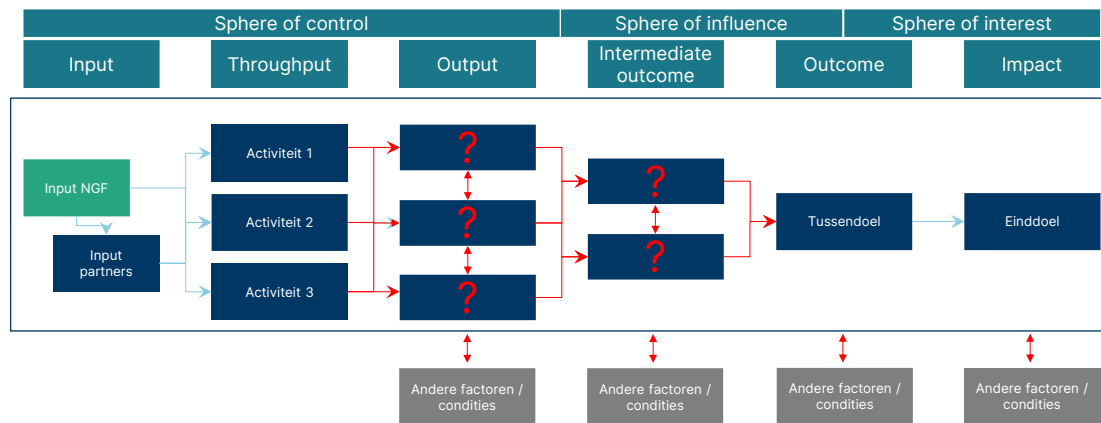 Sphere of control
Sphere of influence
Sphere of interest
Input
Throughput
Output
Intermediate
outcome
Outcome
Impact
Input NGF
Input
partners
Activiteit 1
Activiteit 2
Activiteit 3
?
?
?
?
?
Tussendoel
Einddoel
Andere factoren /
condities
Andere factoren /
condities
Andere factoren /
condities
Andere factoren /
condities